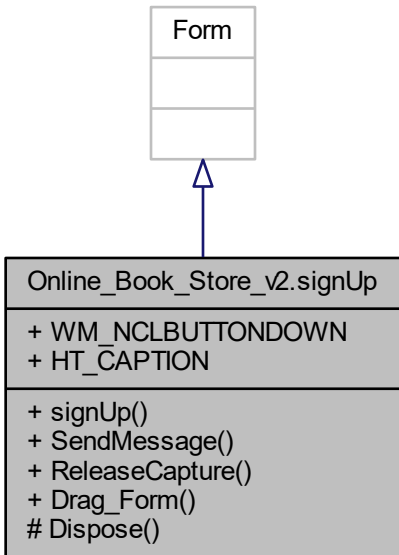 Form
Online_Book_Store_v2.signUp
+ WM_NCLBUTTONDOWN
+ HT_CAPTION
+ signUp()
+ SendMessage()
+ ReleaseCapture()
+ Drag_Form()
# Dispose()